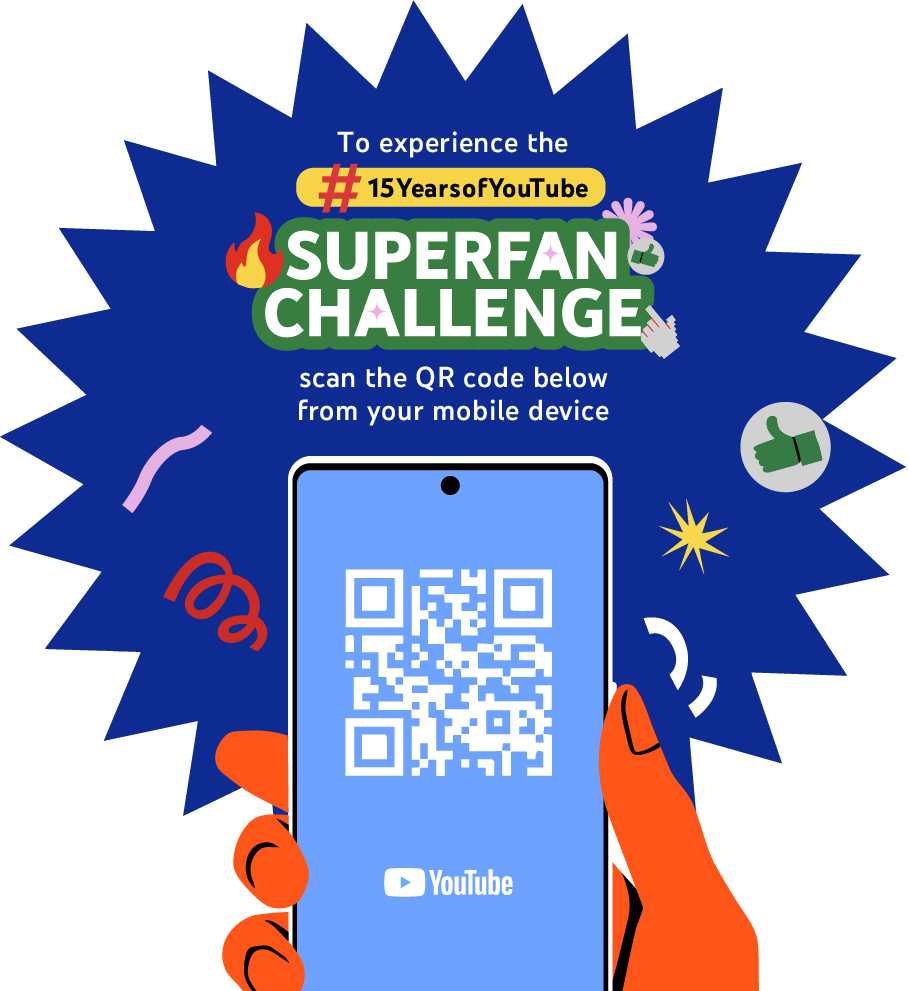 To experience the
#15YearsofYouTube
SUPERFAN
CHALLENGE
scan the QR code below
from your mobile device
YouTube